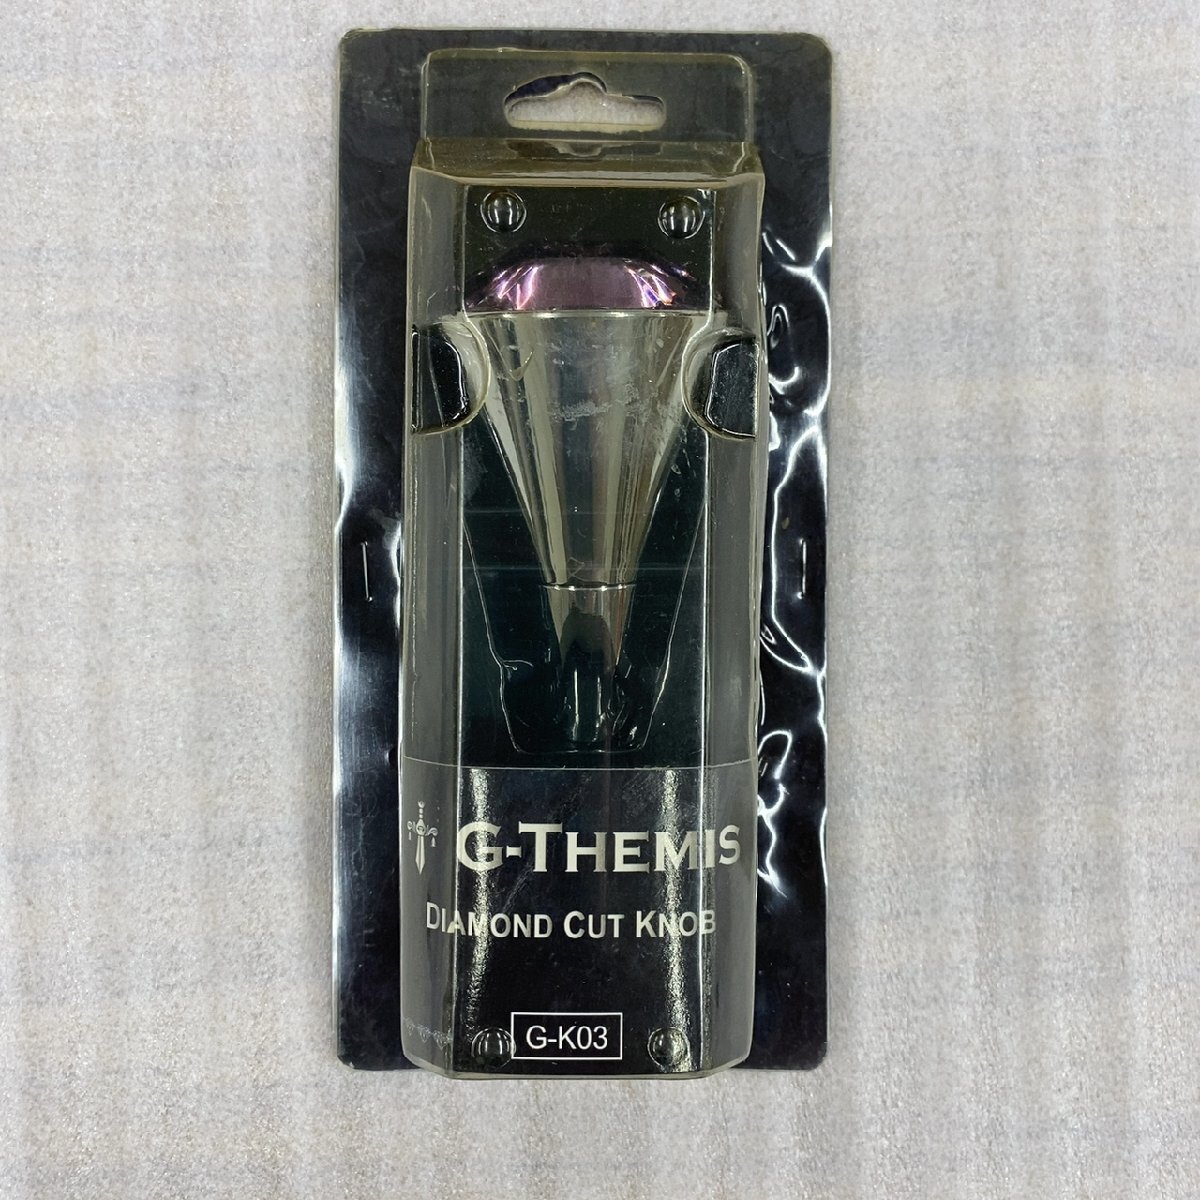 G-THEMIS
DIAMOND CUT KNOB
G-K03